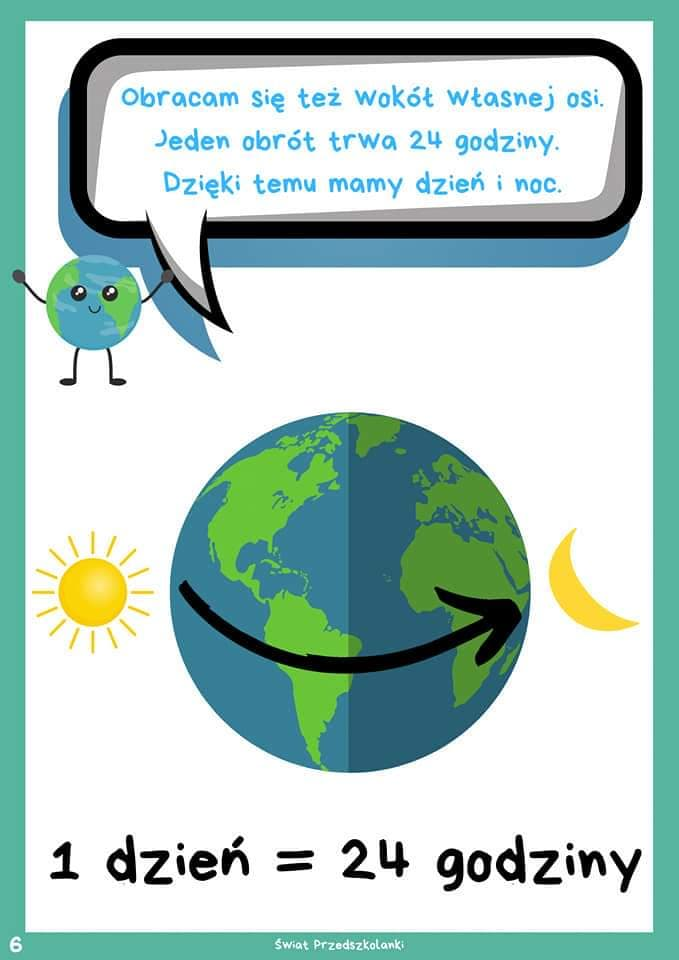 Obracam się też wokół własnej osi.
Jeden obrót trwa 24 godziny.
Dzięki temu mamy dzień i noc.
1 dzień = 24 godziny
6
Świat Przedszkolanki